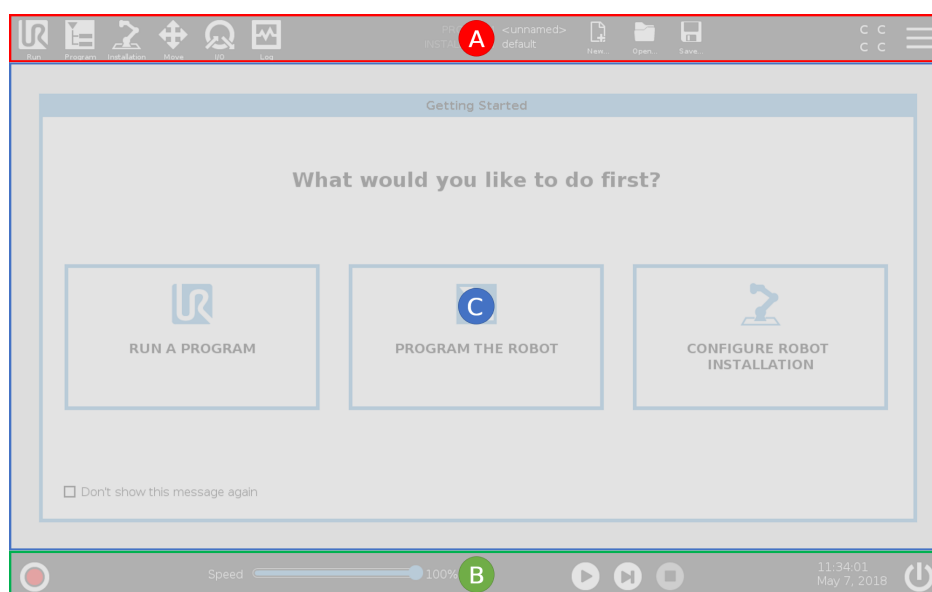 PR <unnamed>
INSTA default
A
Run Program Installation Move I/O Log New... Open... Save...
C C
C C
Getting Started
What would you like to do first?
C
RUN A PROGRAM
PROGRAM THE ROBOT
CONFIGURE ROBOT
INSTALLATION
Don't show this message again
Speed 100%
B
11:34:01
May 7, 2018